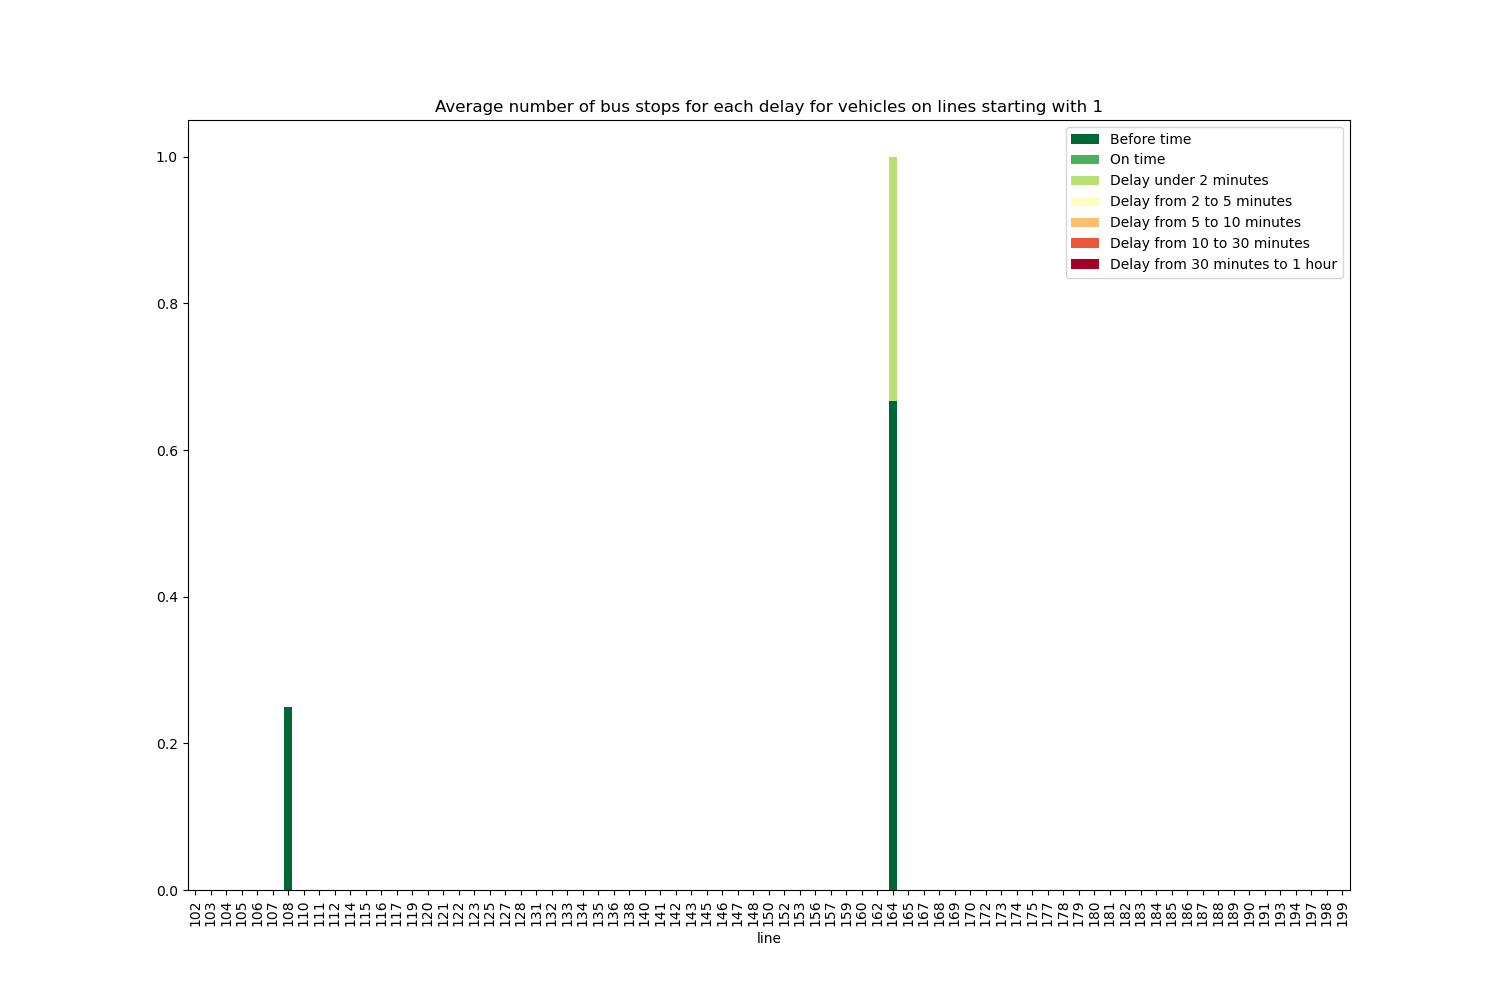 Average number of bus stops for each delay for vehicles on lines starting with 1
Before time
On time
Delay under 2 minutes
Delay from 2 to 5 minutes
Delay from 5 to 10 minutes
Delay from 10 to 30 minutes
Delay from 30 minutes to 1 hour
1.0
0.8
0.6
0.4
0.2
0.0
102 103 104 105 106 107 108 110 111 112 114 115 116 117 119 120 121 122 123 125 127 128 131 132 133 134 135 136 138 140 141 142 143 145 146 147 148 150 152 153 156 157 159 160 162 164 165 167 168 169 170 172 173 174 175 177 178 179 180 181 182 183 184 185 186 187 188 189 190 191 193 194 197 198 199
line